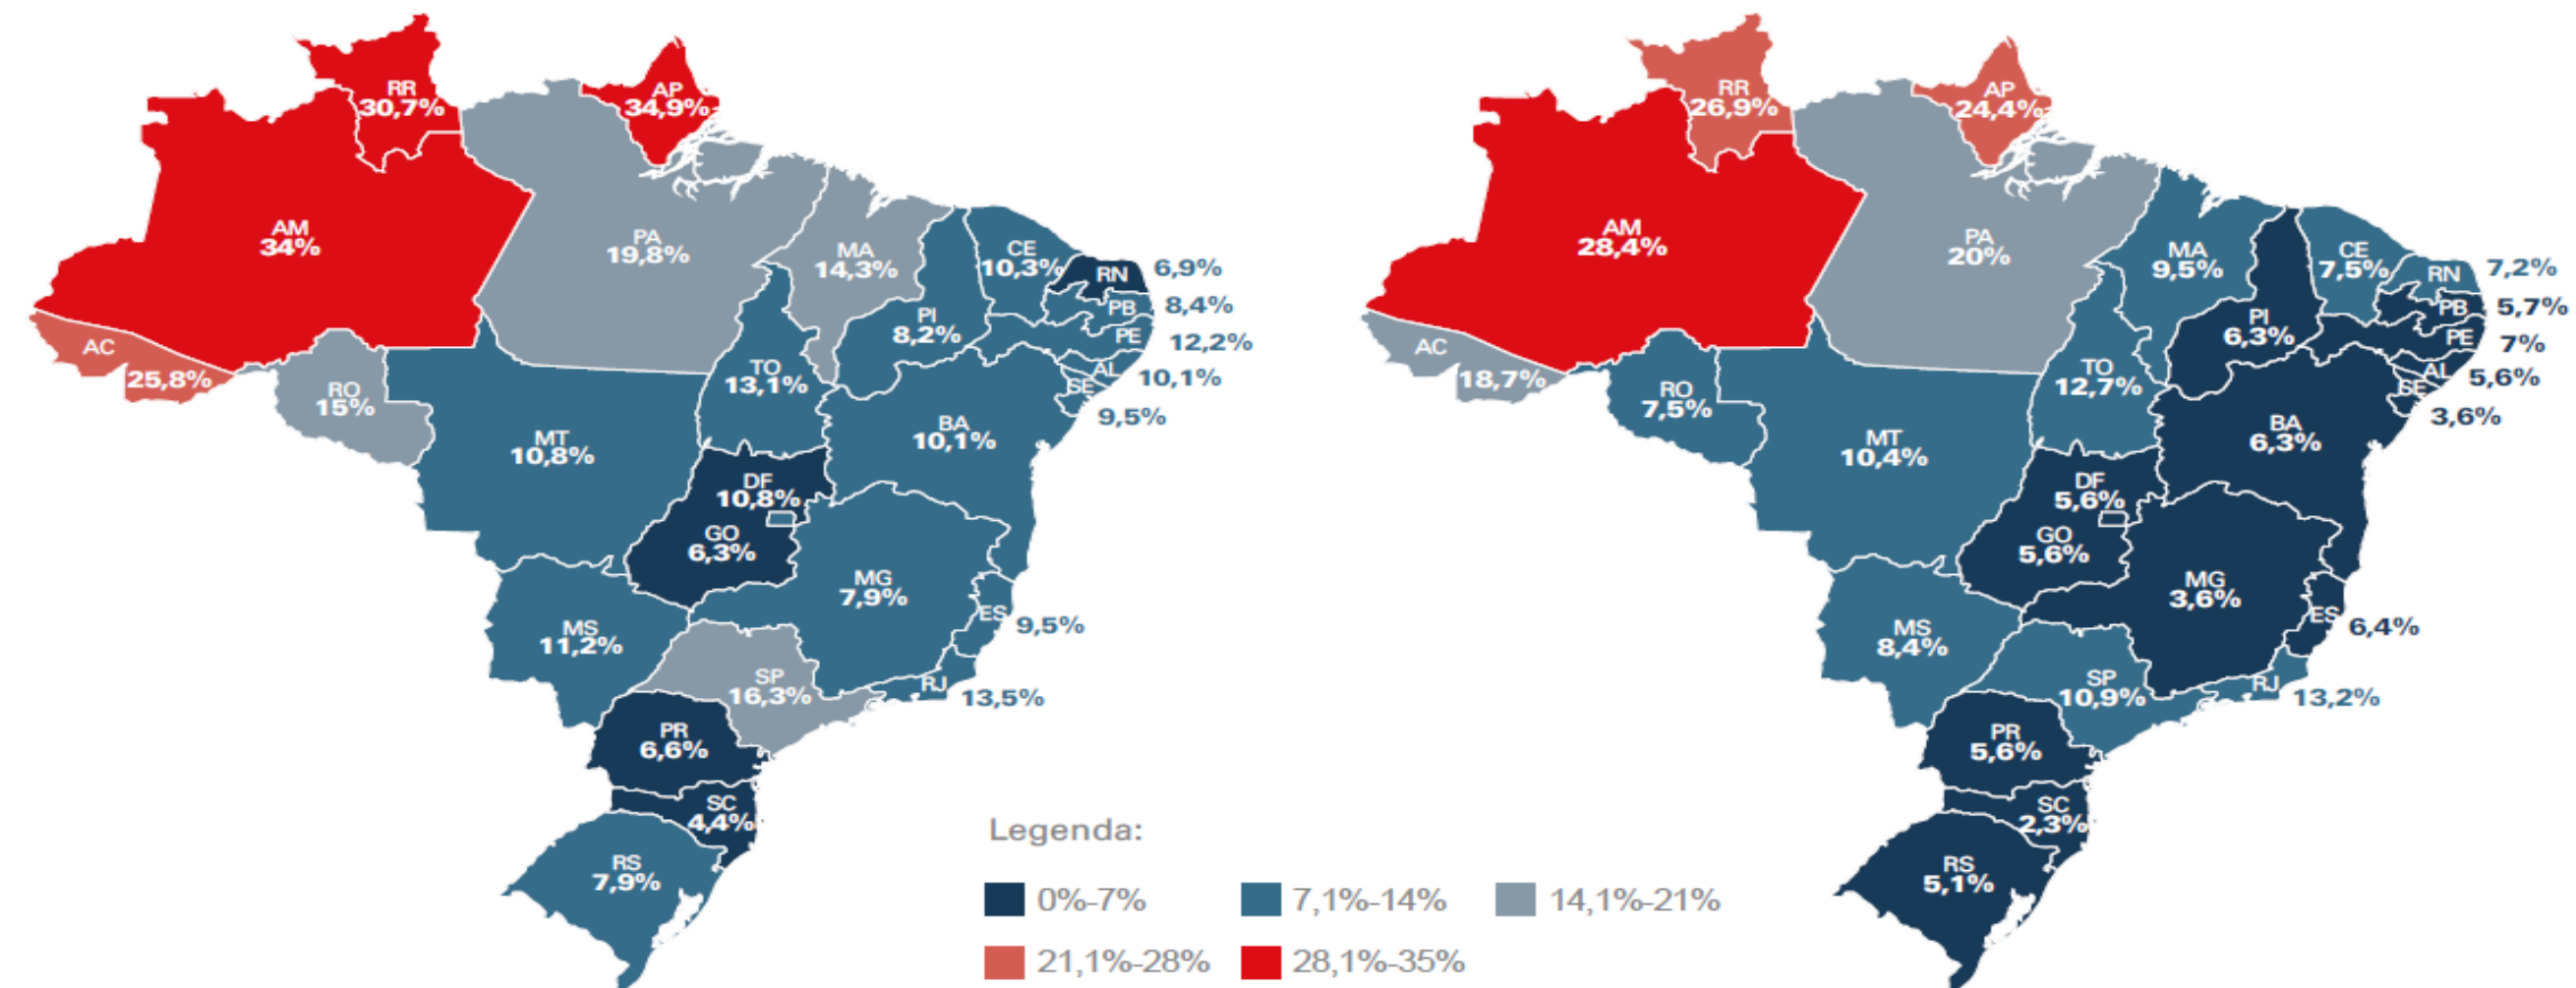 RR
30,7%
AP
34,9%
AM
34%
PA
19,8%
MA
14,3%
CE
10,3%
RN 6,9%
PB 8,4%
PI
8,2%
PE 12,2%
AC
25,8%
AL 10,1%
SE 9,5%
TO
13,1%
RO
15%
BA
10,1%
MT
10,8%
DF
10,8%
GO
6,3%
MG
7,9%
ES 9,5%
MS
11,2%
SP
16,3%
RJ 13,5%
PR
6,6%
SC
4,4%
RS
7,9%
RR
26,9%
AP
24,4%
AM
28,4%
PA
20%
MA
9,5%
CE
7,5%
RN 7,2%
PB 5,7%
PI
6,3%
PE 7%
AC
18,7%
AL 5,6%
SE 3,6%
TO
12,7%
RO
7,5%
BA
6,3%
MT
10,4%
DF
5,6%
GO
5,6%
MG
3,6%
ES 6,4%
MS
8,4%
SP
10,9%
RJ 13,2%
PR
5,6%
SC
2,3%
RS
5,1%
Legenda:
0%-7% 7,1%-14% 14,1%-21%
21,1%-28% 28,1%-35%